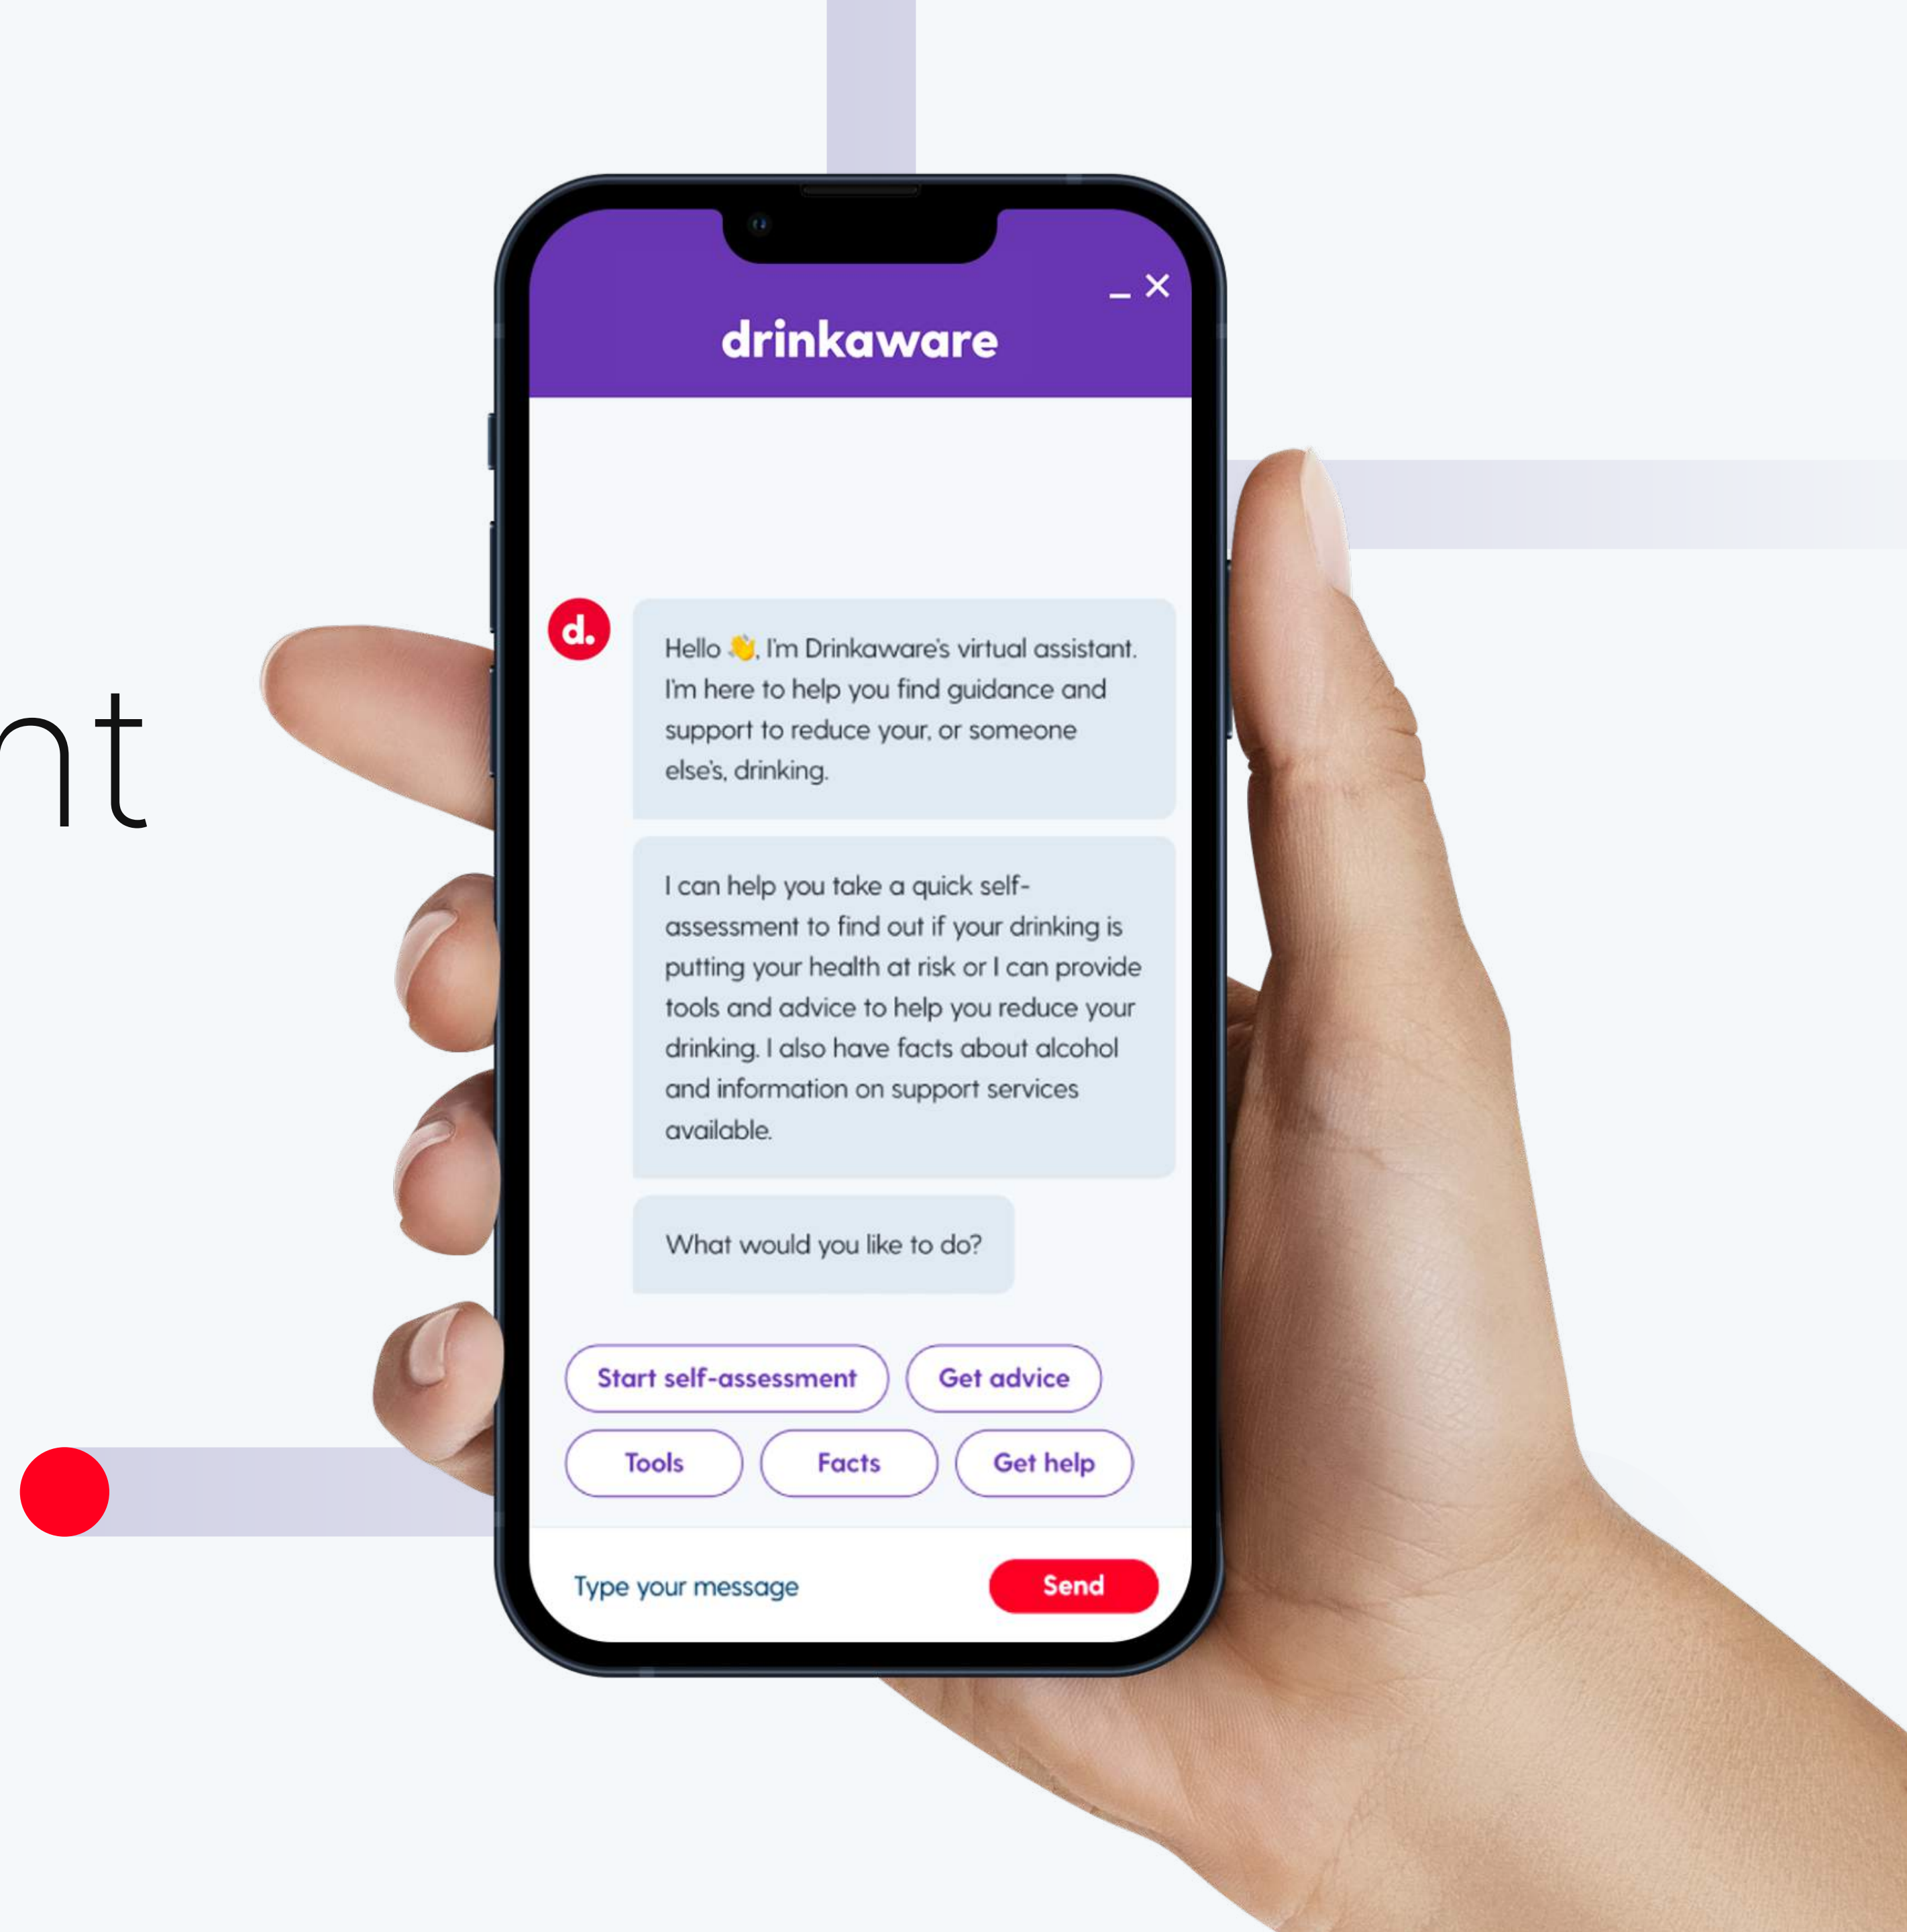 drinkaware
nt
d.
Hello 👋, I'm Drinkaware's virtual assistant.
I'm here to help you find guidance and
support to reduce your, or someone
else's, drinking.
I can help you take a quick self-
assessment to find out if your drinking is
putting your health at risk or I can provide
tools and advice to help you reduce your
drinking. I also have facts about alcohol
and information on support services
available.
What would you like to do?
Start self-assessment Get advice
Tools Facts Get help
Type your message Send